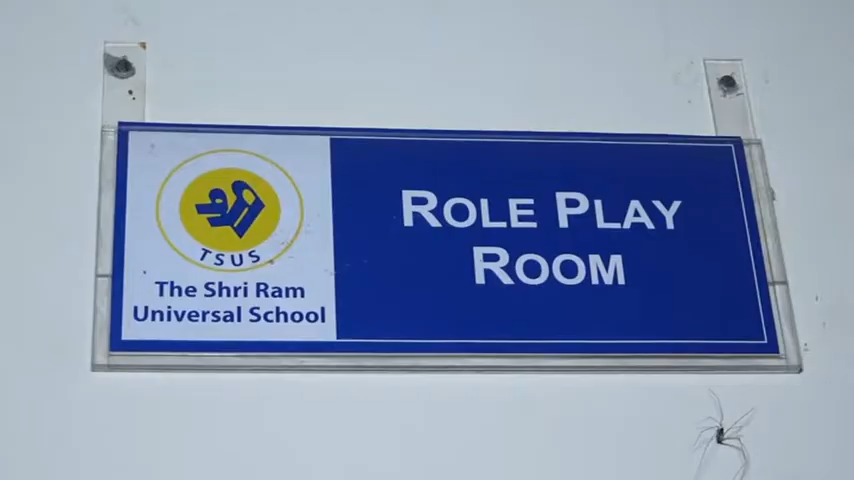 TSUS
The Shri Ram
Universal School
ROLE PLAY
ROOM